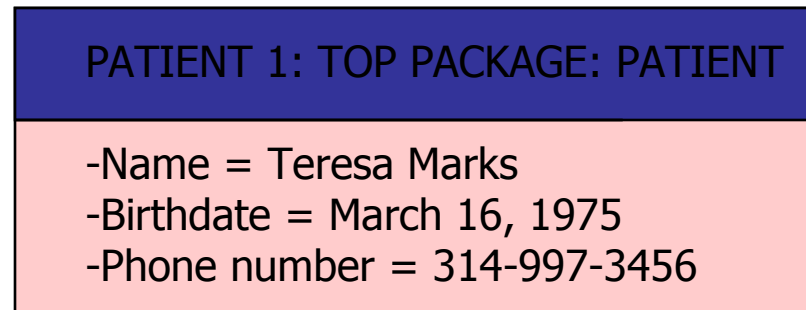 PATIENT 1: TOP PACKAGE: PATIENT
-Name = Teresa Marks
-Birthdate = March 16, 1975
-Phone number = 314-997-3456